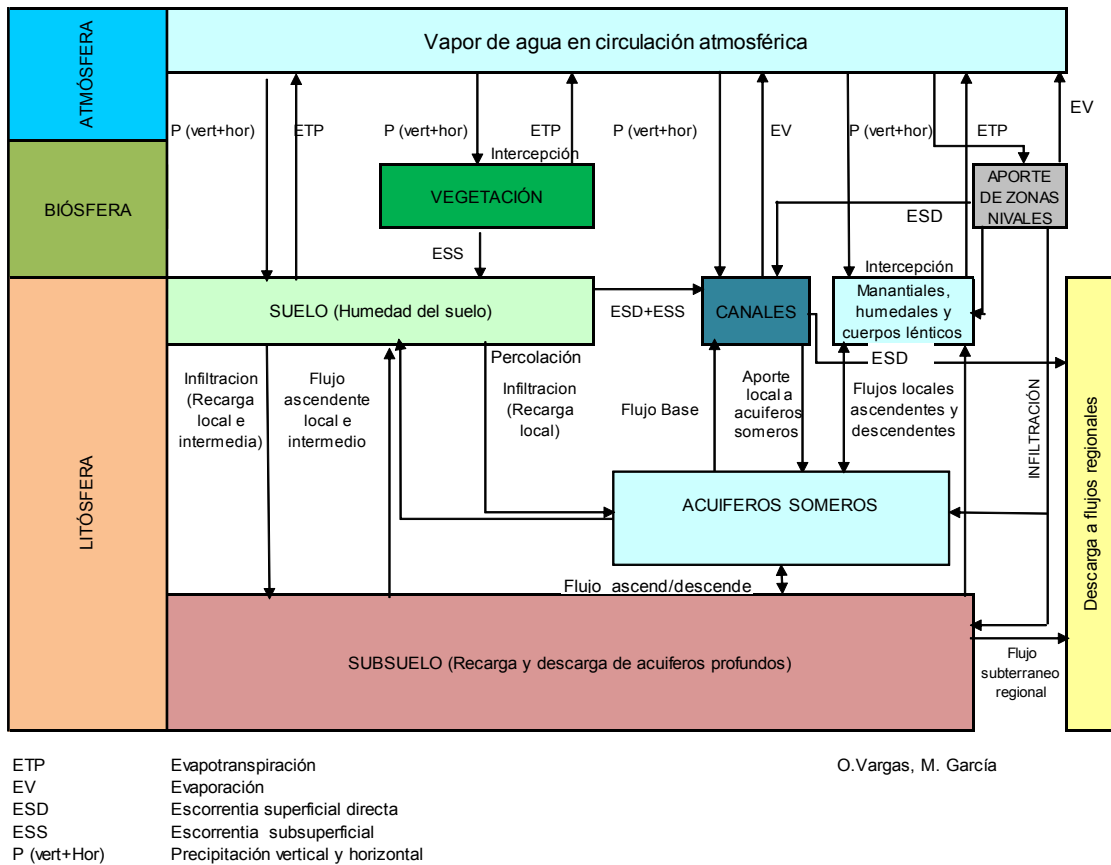 ATMÓSFERA
Vapor de agua en circulación atmosférica
P (vert+hor)
ETP
P (vert+hor)
ETP
P (vert+hor)
EV
P (vert+hor)
ETP
EV
BIÓSFERA
Intercepción
VEGETACIÓN
ESS
APORTE
DE ZONAS
NIVALES
ESD
LITÓSFERA
SUELO (Humedad del suelo)
ESD+ESS
CANALES
Intercepción
Manantiales,
humedales y
cuerpos lénticos
ESD
Infiltracion
(Recarga
local e
intermedia)
Flujo
ascendente
local e
intermedio
Percolación
Infiltracion
(Recarga
local)
Flujo Base
Aporte
local a
acuiferos
someros
Flujos locales
ascendentes y
descendentes
INFILTRACIÓN
ACUIFEROS SOMEROS
Flujo ascend/descende
SUBSUELO (Recarga y descarga de acuiferos profundos)
Flujo
subterraneo
regional
Descarga a flujos regionales
ETP Evapotranspiración
EV Evaporación
ESD Escorrentia superficial directa
ESS Escorrentia subsuperficial
P (vert+Hor) Precipitación vertical y horizontal
O.Vargas, M. García